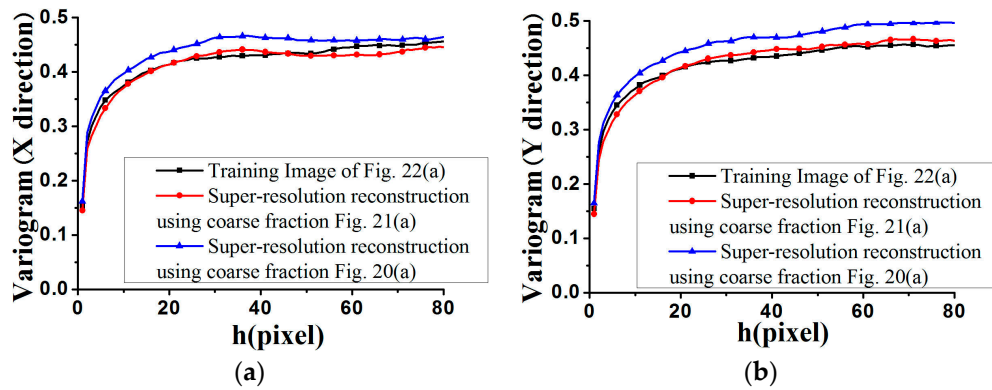 0.5
0.4
0.3
0.2
0.1
0.0
Variogram (X direction)
Training Image of Fig. 22(a)
Super-resolution reconstruction
using coarse fraction Fig. 21(a)
Super-resolution reconstruction
using coarse fraction Fig. 20(a)
0 20 40 60 80
h(pixel)
(a)
0.5
0.4
0.3
0.2
0.1
0.0
Variogram (Y direction)
Training Image of Fig. 22(a)
Super-resolution reconstruction
using coarse fraction Fig. 21(a)
Super-resolution reconstruction
using coarse fraction Fig. 20(a)
0 20 40 60 80
h(pixel)
(b)